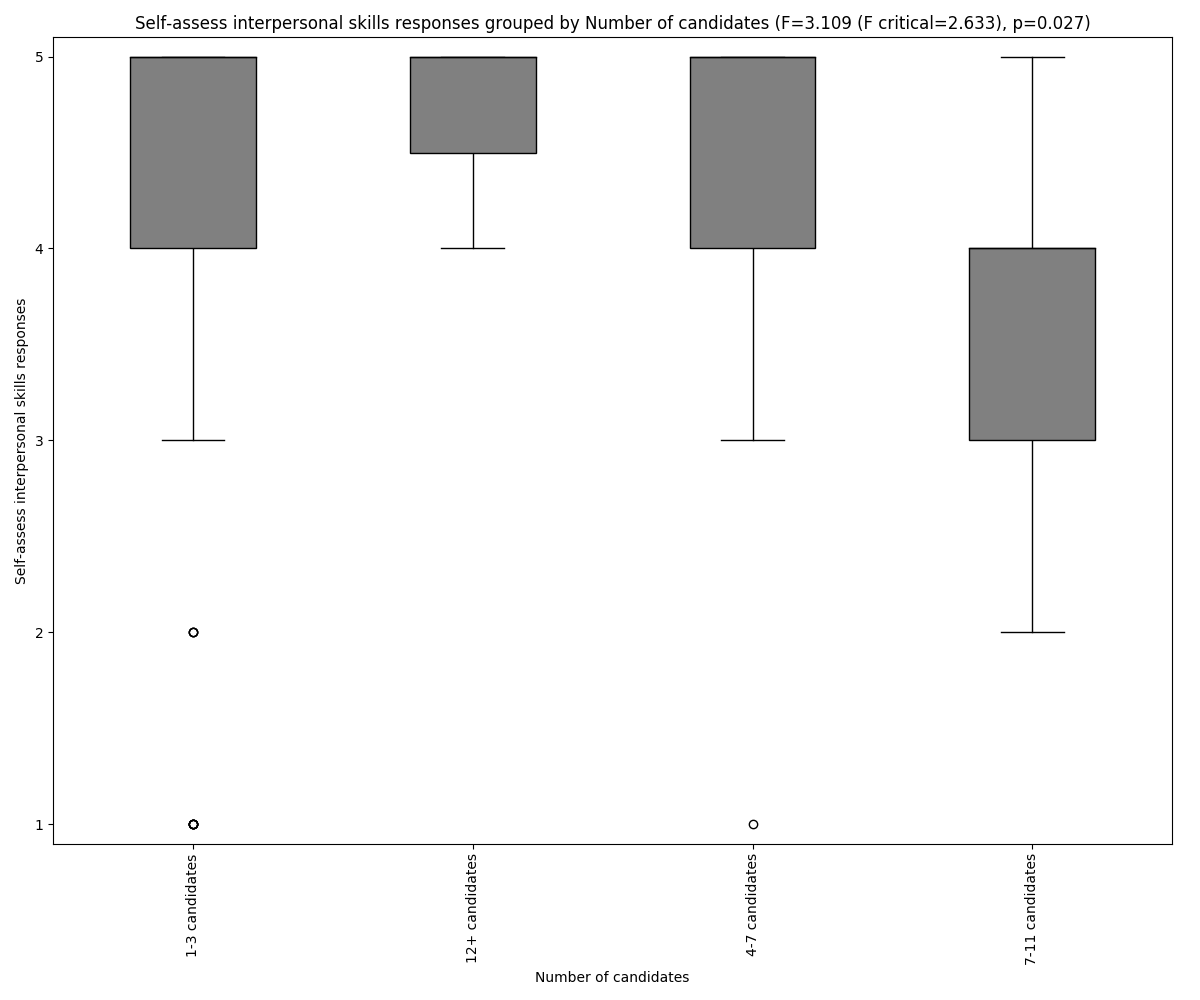 Self-assess interpersonal skills responses grouped by Number of candidates (F=3.109 (F critical=2.633), p=0.027)
Self-assess interpersonal skills responses
5
4
3
2
1
1-3 candidates
12+ candidates
4-7 candidates
7-11 candidates
Number of candidates